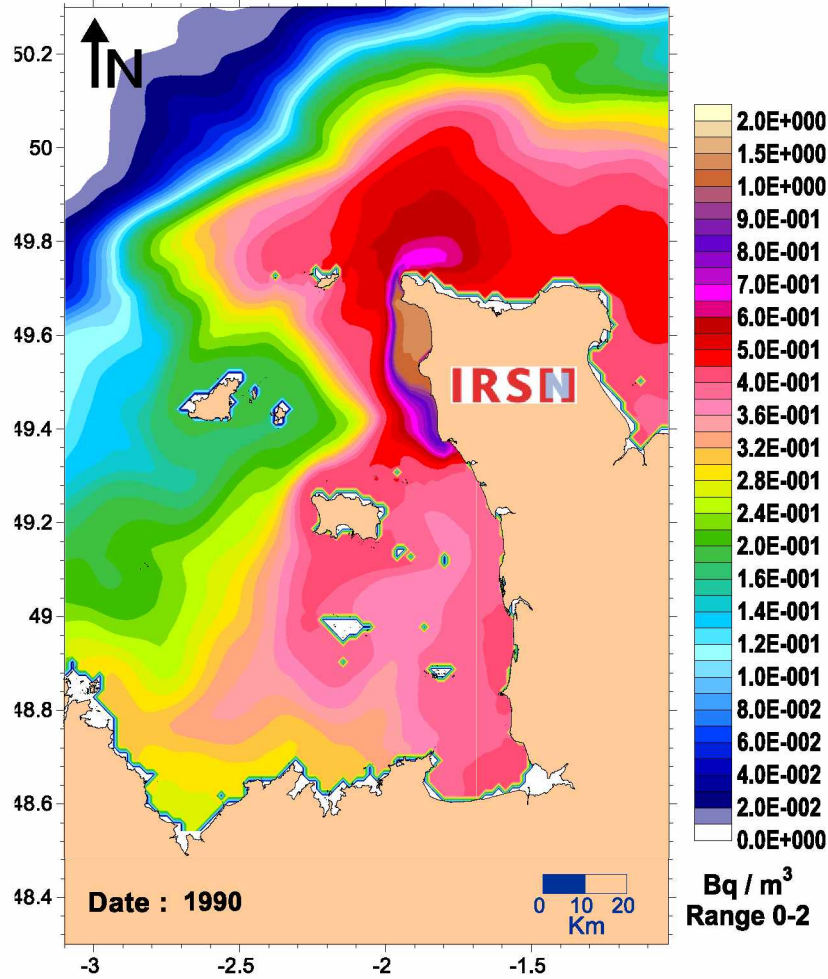 N
50.2
50
49.8
49.6
49.4
49.2
49
48.8
48.6
48.4
-3
-2.5
-2
-1.5
IRSN
Date : 1990
0 10 20
Km
2.0E+000
1.5E+000
1.0E+000
9.0E-001
8.0E-001
7.0E-001
6.0E-001
5.0E-001
4.0E-001
3.6E-001
3.2E-001
2.8E-001
2.4E-001
2.0E-001
1.6E-001
1.4E-001
1.2E-001
1.0E-001
8.0E-002
6.0E-002
4.0E-002
2.0E-002
0.0E+000
Bq / m³
Range 0-2